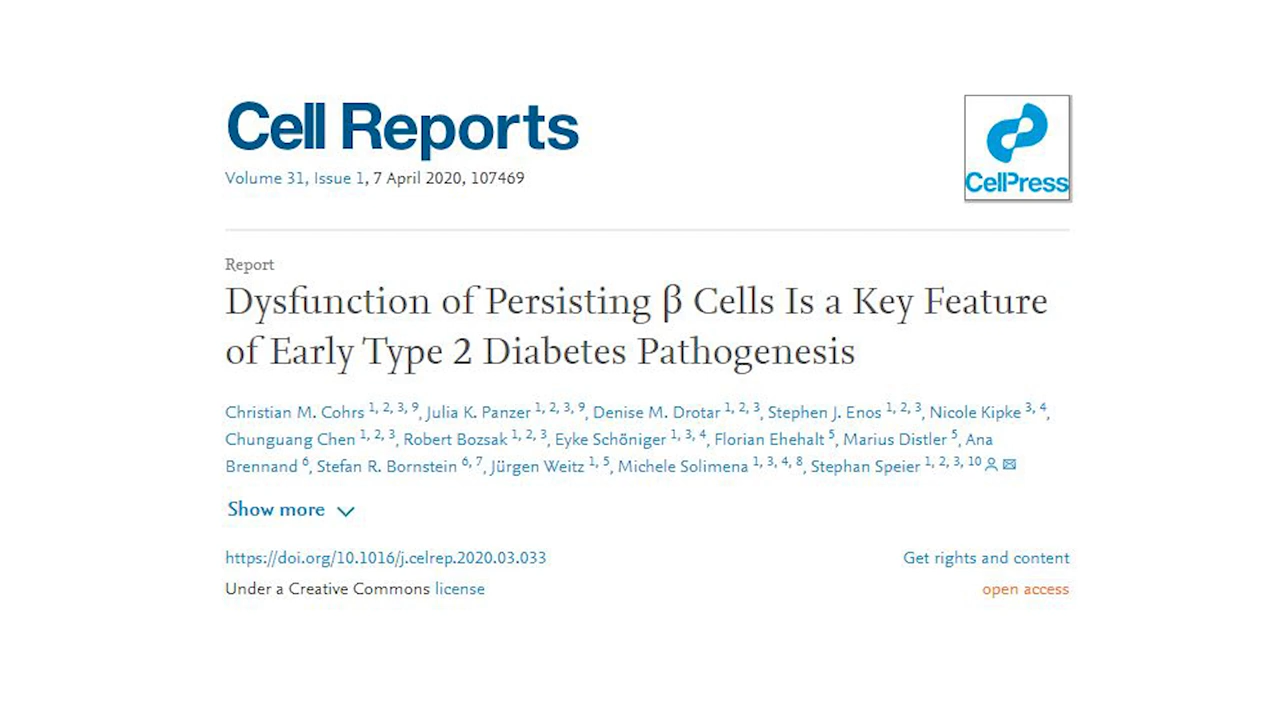 Cell Reports
Volume 31, Issue 1, 7 April 2020, 107469
CellPress
Report
Dysfunction of Persisting β Cells Is a Key Feature
of Early Type 2 Diabetes Pathogenesis
Christian M. Cohrs 1, 2, 3, 9, Julia K. Panzer 1, 2, 3, 9, Denise M. Drotar 1, 2, 3, Stephen J. Enos 1, 2, 3, Nicole Kipke 3, 4,
Chunguang Chen 1, 2, 3, Robert Bozsak 1, 2, 3, Eyke Schöniger 1, 3, 4, Florian Ehehalt 5, Marius Distler 5, Ana
Brennand 6, Stefan R. Bornstein 6, 7, Jürgen Weitz 1, 5, Michele Solimena 1, 3, 4, 8, Stephan Speier 1, 2, 3, 10
Show more
https://doi.org/10.1016/j.celrep.2020.03.033
Get rights and content
Under a Creative Commons license
open access